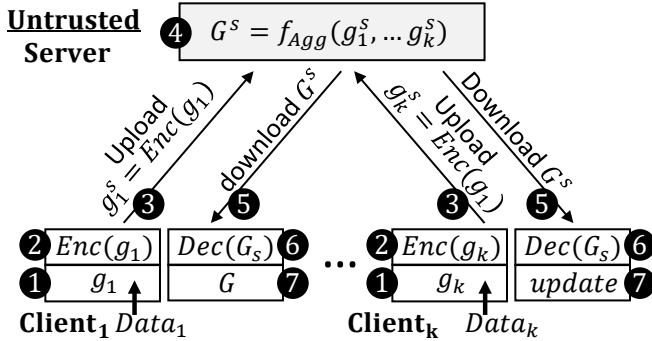 Untrusted
Server
4 G^s = f_Agg(g_1^s, … g_k^s)
Upload
g_1^s = Enc(g_1)
download G^s
Upload
g_k^s = Enc(g_1)
Download G^s
3
5
3
5
2 Enc(g_1) Dec(G_s) 6 … 2 Enc(g_k) Dec(G_s) 6
1 g_1 G 7 1 g_k update 7
Client_1 Data_1 Client_k Data_k